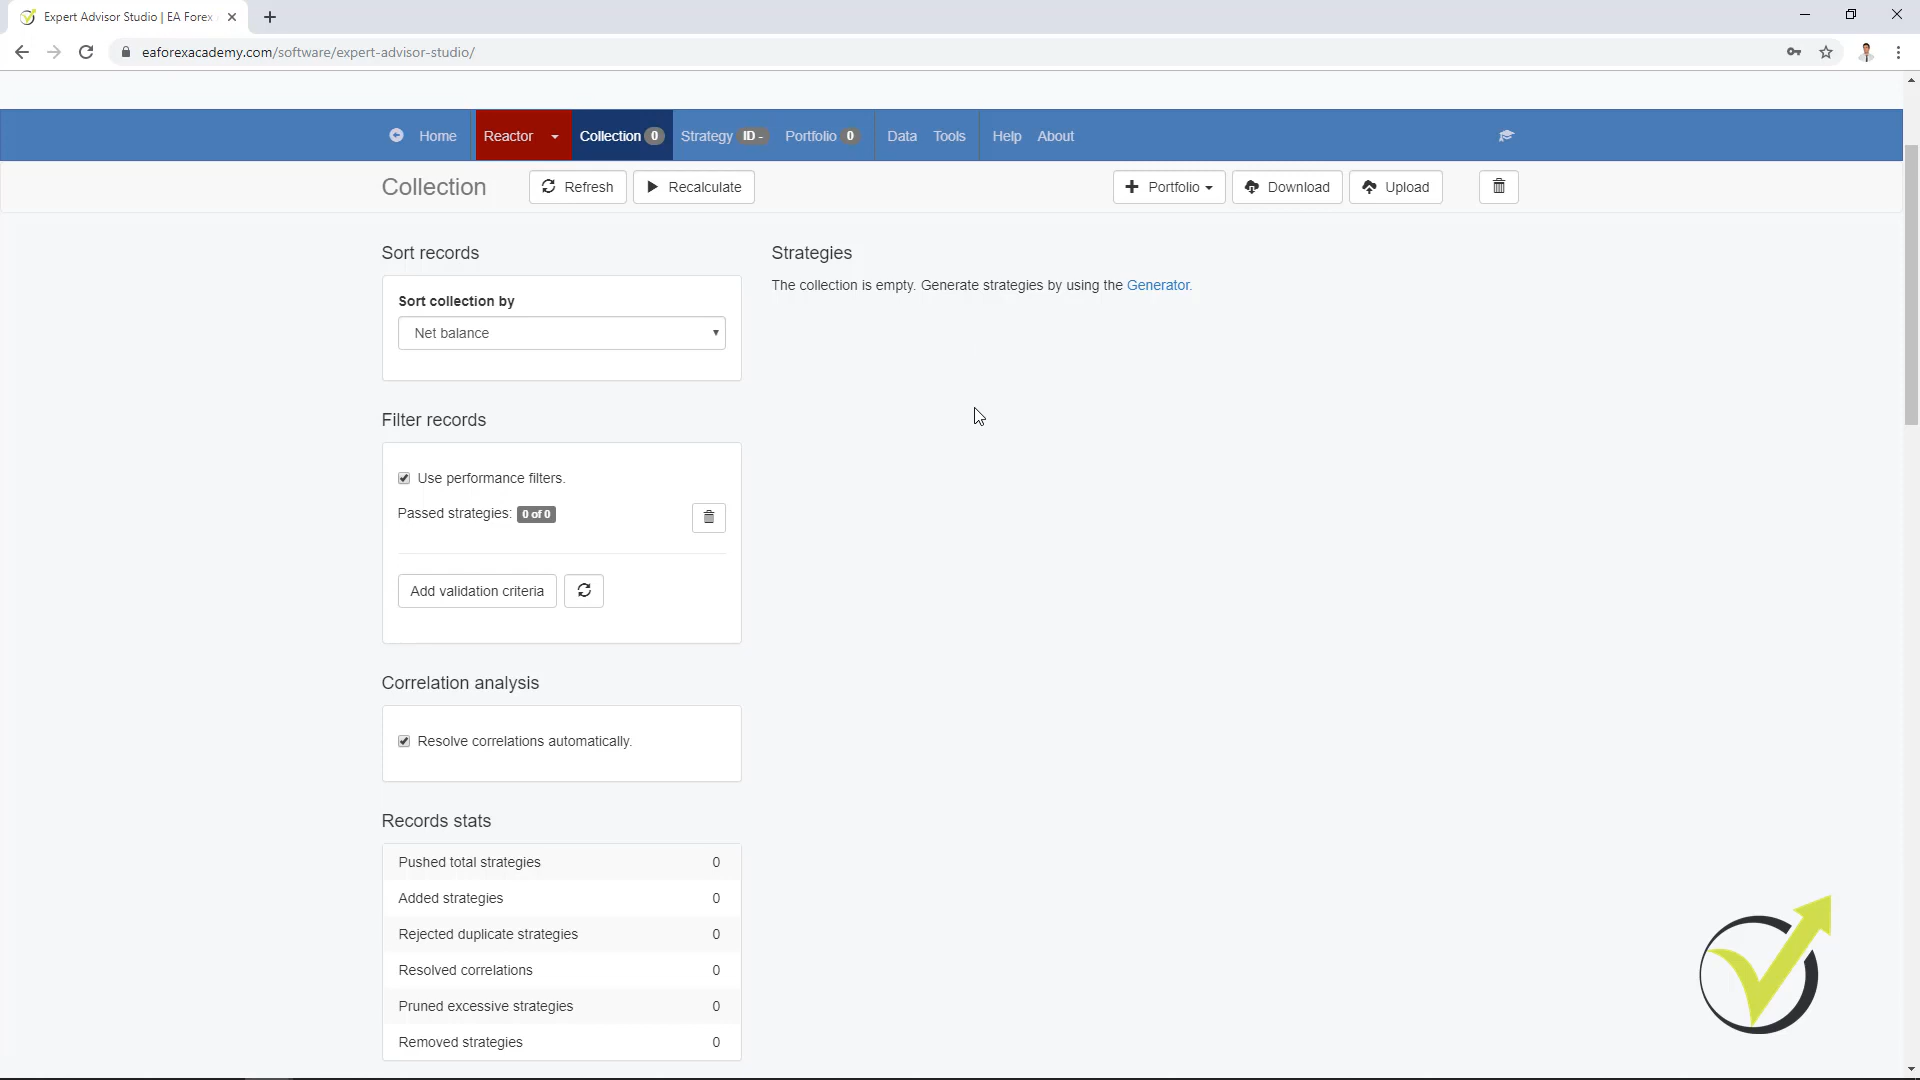 Expert Advisor Studio | EA Forex
eaforexacademy.com/software/expert-advisor-studio/
Home Reactor Collection 0 Strategy ID - Portfolio 0 Data Tools Help About
Collection Refresh Recalculate Portfolio Download Upload
Sort records
Sort collection by
Net balance
Filter records
Use performance filters.
Passed strategies: 0 of 0
Add validation criteria
Correlation analysis
Resolve correlations automatically.
Records stats
Pushed total strategies 0
Added strategies 0
Rejected duplicate strategies 0
Resolved correlations 0
Pruned excessive strategies 0
Removed strategies 0
Strategies
The collection is empty. Generate strategies by using the Generator.